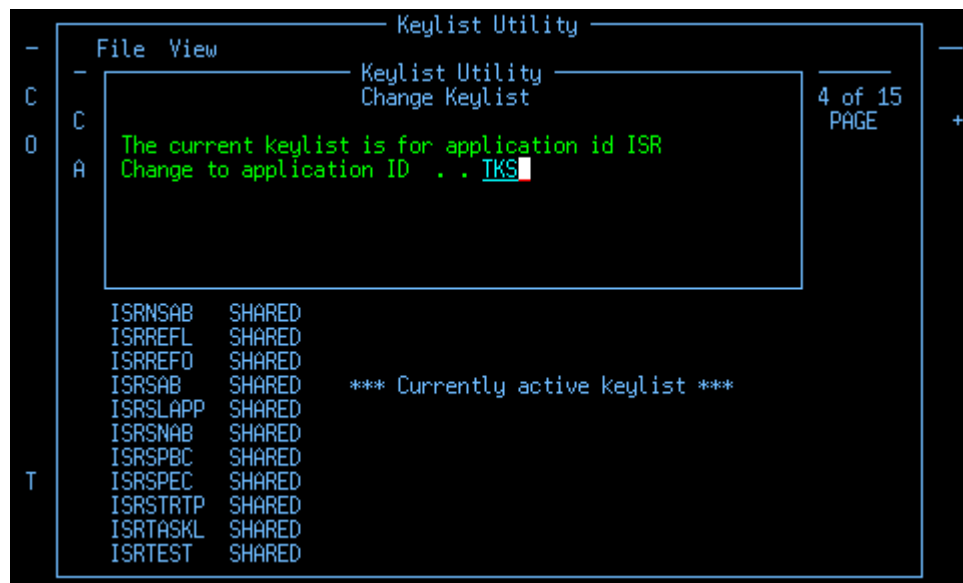 Keylist Utility
File View
Keylist Utility
C Change Keylist 4 of 15
C PAGE +
O The current keylist is for application id ISR
A Change to application ID . . TKS
ISRNSAB SHARED
ISRREFL SHARED
ISRREFO SHARED
ISRSAB SHARED *** Currently active keylist ***
ISRSLAPP SHARED
ISRSNAB SHARED
ISRSPBC SHARED
T ISRSPEC SHARED
ISRSTRTP SHARED
ISRTASKL SHARED
ISRTEST SHARED